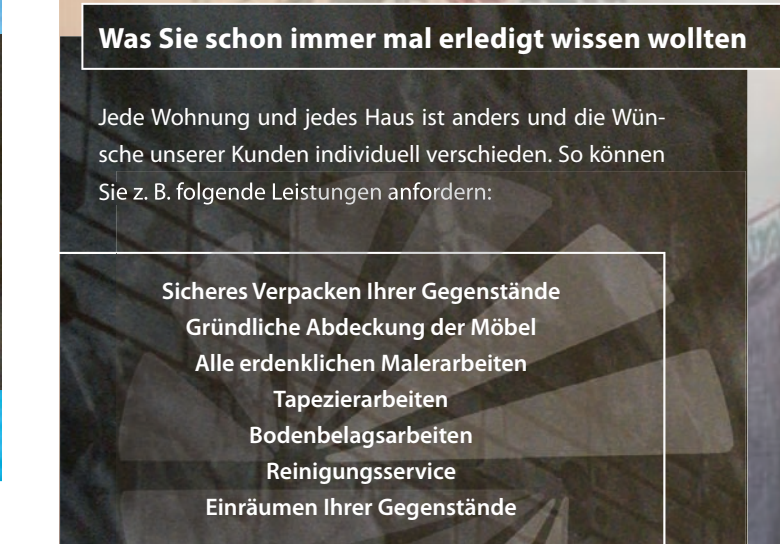 Was Sie schon immer mal erledigt wissen wollten
Jede Wohnung und jedes Haus ist anders und die Wün-
sche unserer Kunden individuell verschieden. So können
Sie z. B. folgende Leistungen anfordern:
Sicheres Verpacken Ihrer Gegenstände
Gründliche Abdeckung der Möbel
Alle erdenklichen Malerarbeiten
Tapezierarbeiten
Bodenbelagsarbeiten
Reinigungsservice
Einräumen Ihrer Gegenstände